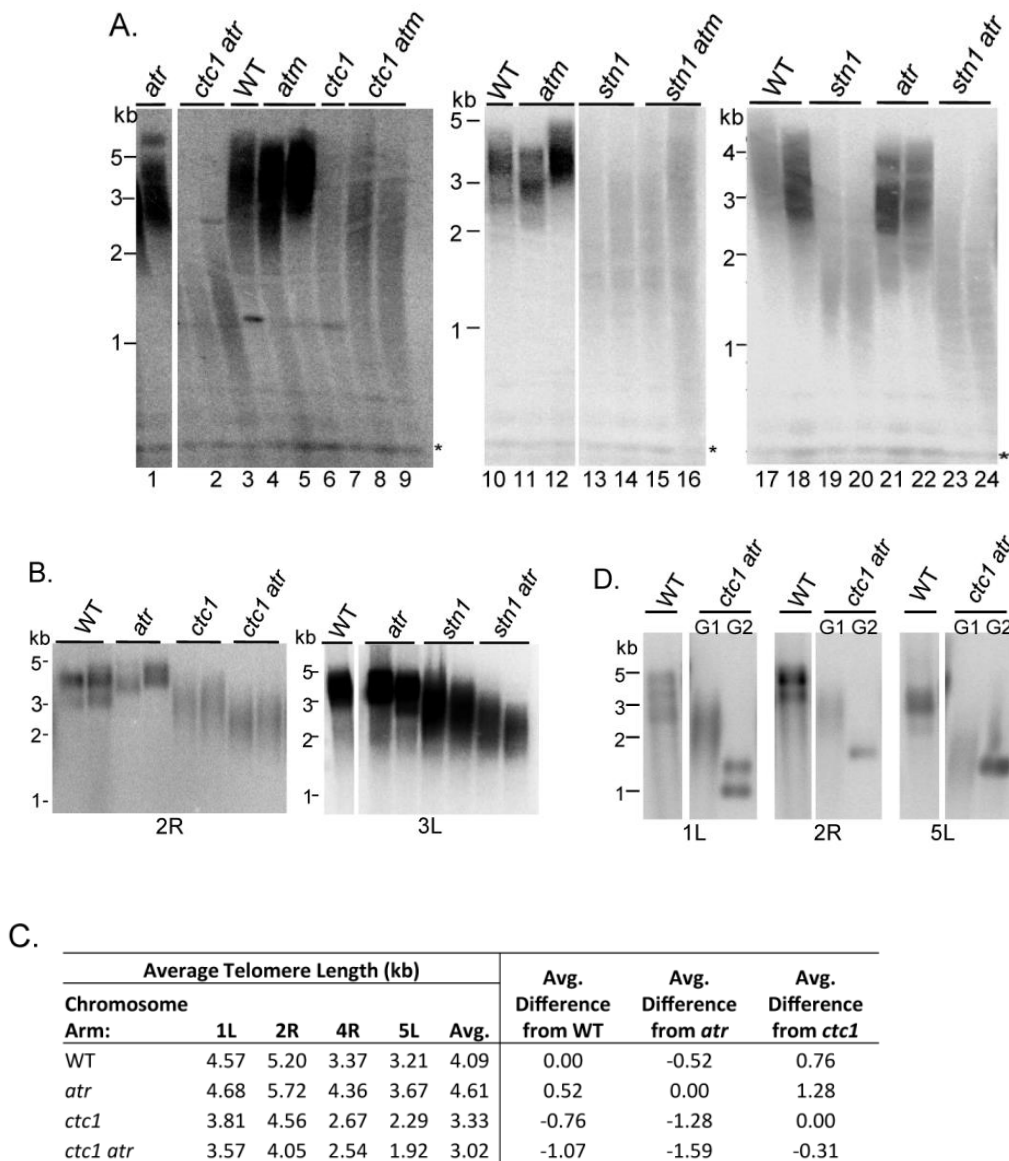 A.
atr
ctc1 atr
WT
atm
ctc1
ctc1 atm
kb
5
3
2
1
*
1 2 3 4 5 6 7 8 9
WT
atm
stn1
stn1 atm
kb
5
3
2
1
*
10 11 12 13 14 15 16
WT
stn1
atr
stn1 atr
kb
4
3
2
1
*
17 18 19 20 21 22 23 24
B.
WT
atr
ctc1
ctc1 atr
kb
5
3
2
1
2R
WT
atr
stn1
stn1 atr
kb
5
3
2
1
3L
D.
WT
ctc1 atr
G1 G2
kb
5
3
2
1
1L
WT
ctc1 atr
G1 G2
2R
WT
ctc1 atr
G1 G2
5L
C.
Average Telomere Length (kb)
Avg. Difference from WT
Avg. Difference from atr
Avg. Difference from ctc1
Chromosome Arm: 1L 2R 4R 5L Avg.
WT 4.57 5.20 3.37 3.21 4.09 0.00 -0.52 0.76
atr 4.68 5.72 4.36 3.67 4.61 0.52 0.00 1.28
ctc1 3.81 4.56 2.67 2.29 3.33 -0.76 -1.28 0.00
ctc1 atr 3.57 4.05 2.54 1.92 3.02 -1.07 -1.59 -0.31